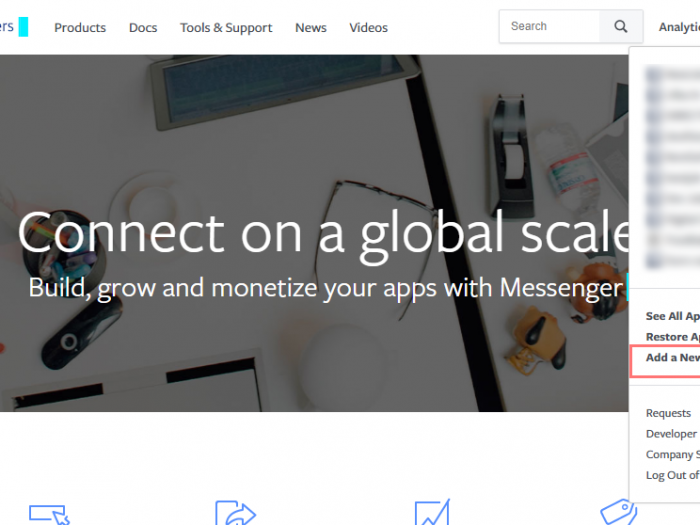 ers
Products
Docs
Tools & Support
News
Videos
Search
Analytic
Connect on a global scale
Build, grow and monetize your apps with Messenger
See All Ap
Restore Ap
Add a New
Requests
Developer
Company S
Log Out of